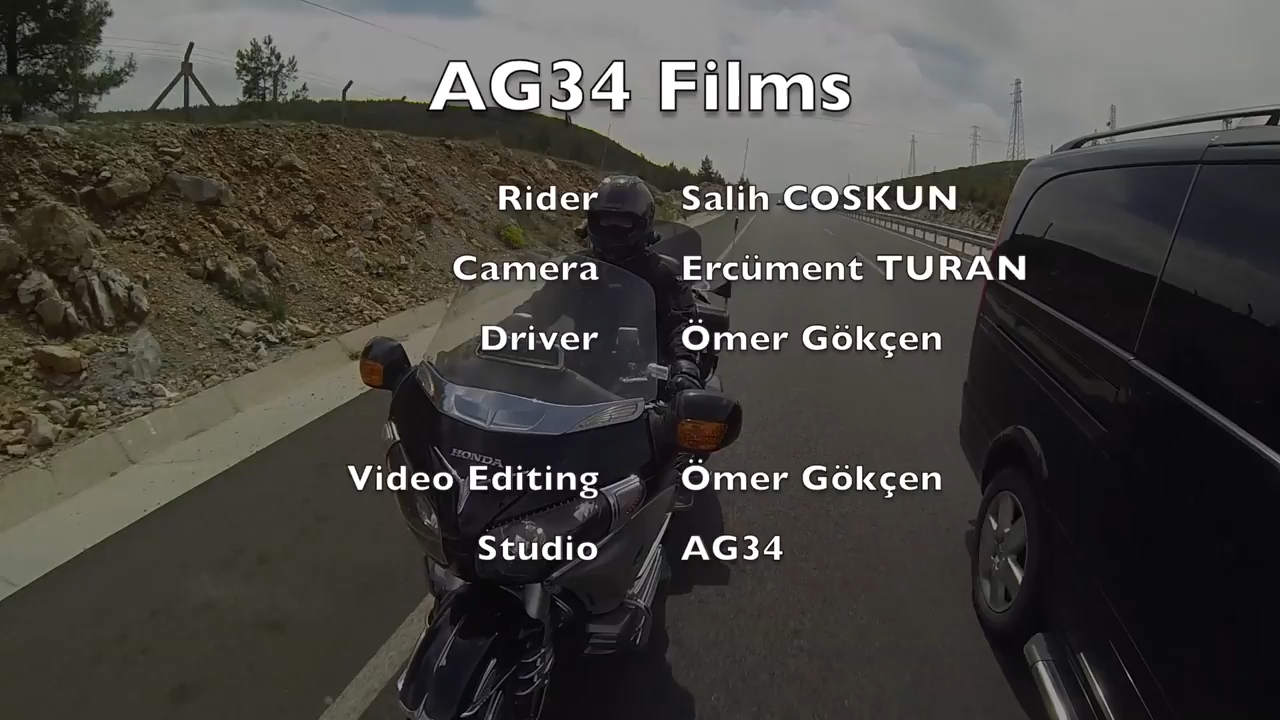 AG34 Films
Rider Salih COSKUN
Camera Ercüment TURAN
Driver Ömer Gökçen
HONDA
Video Editing Ömer Gökçen
Studio AG34